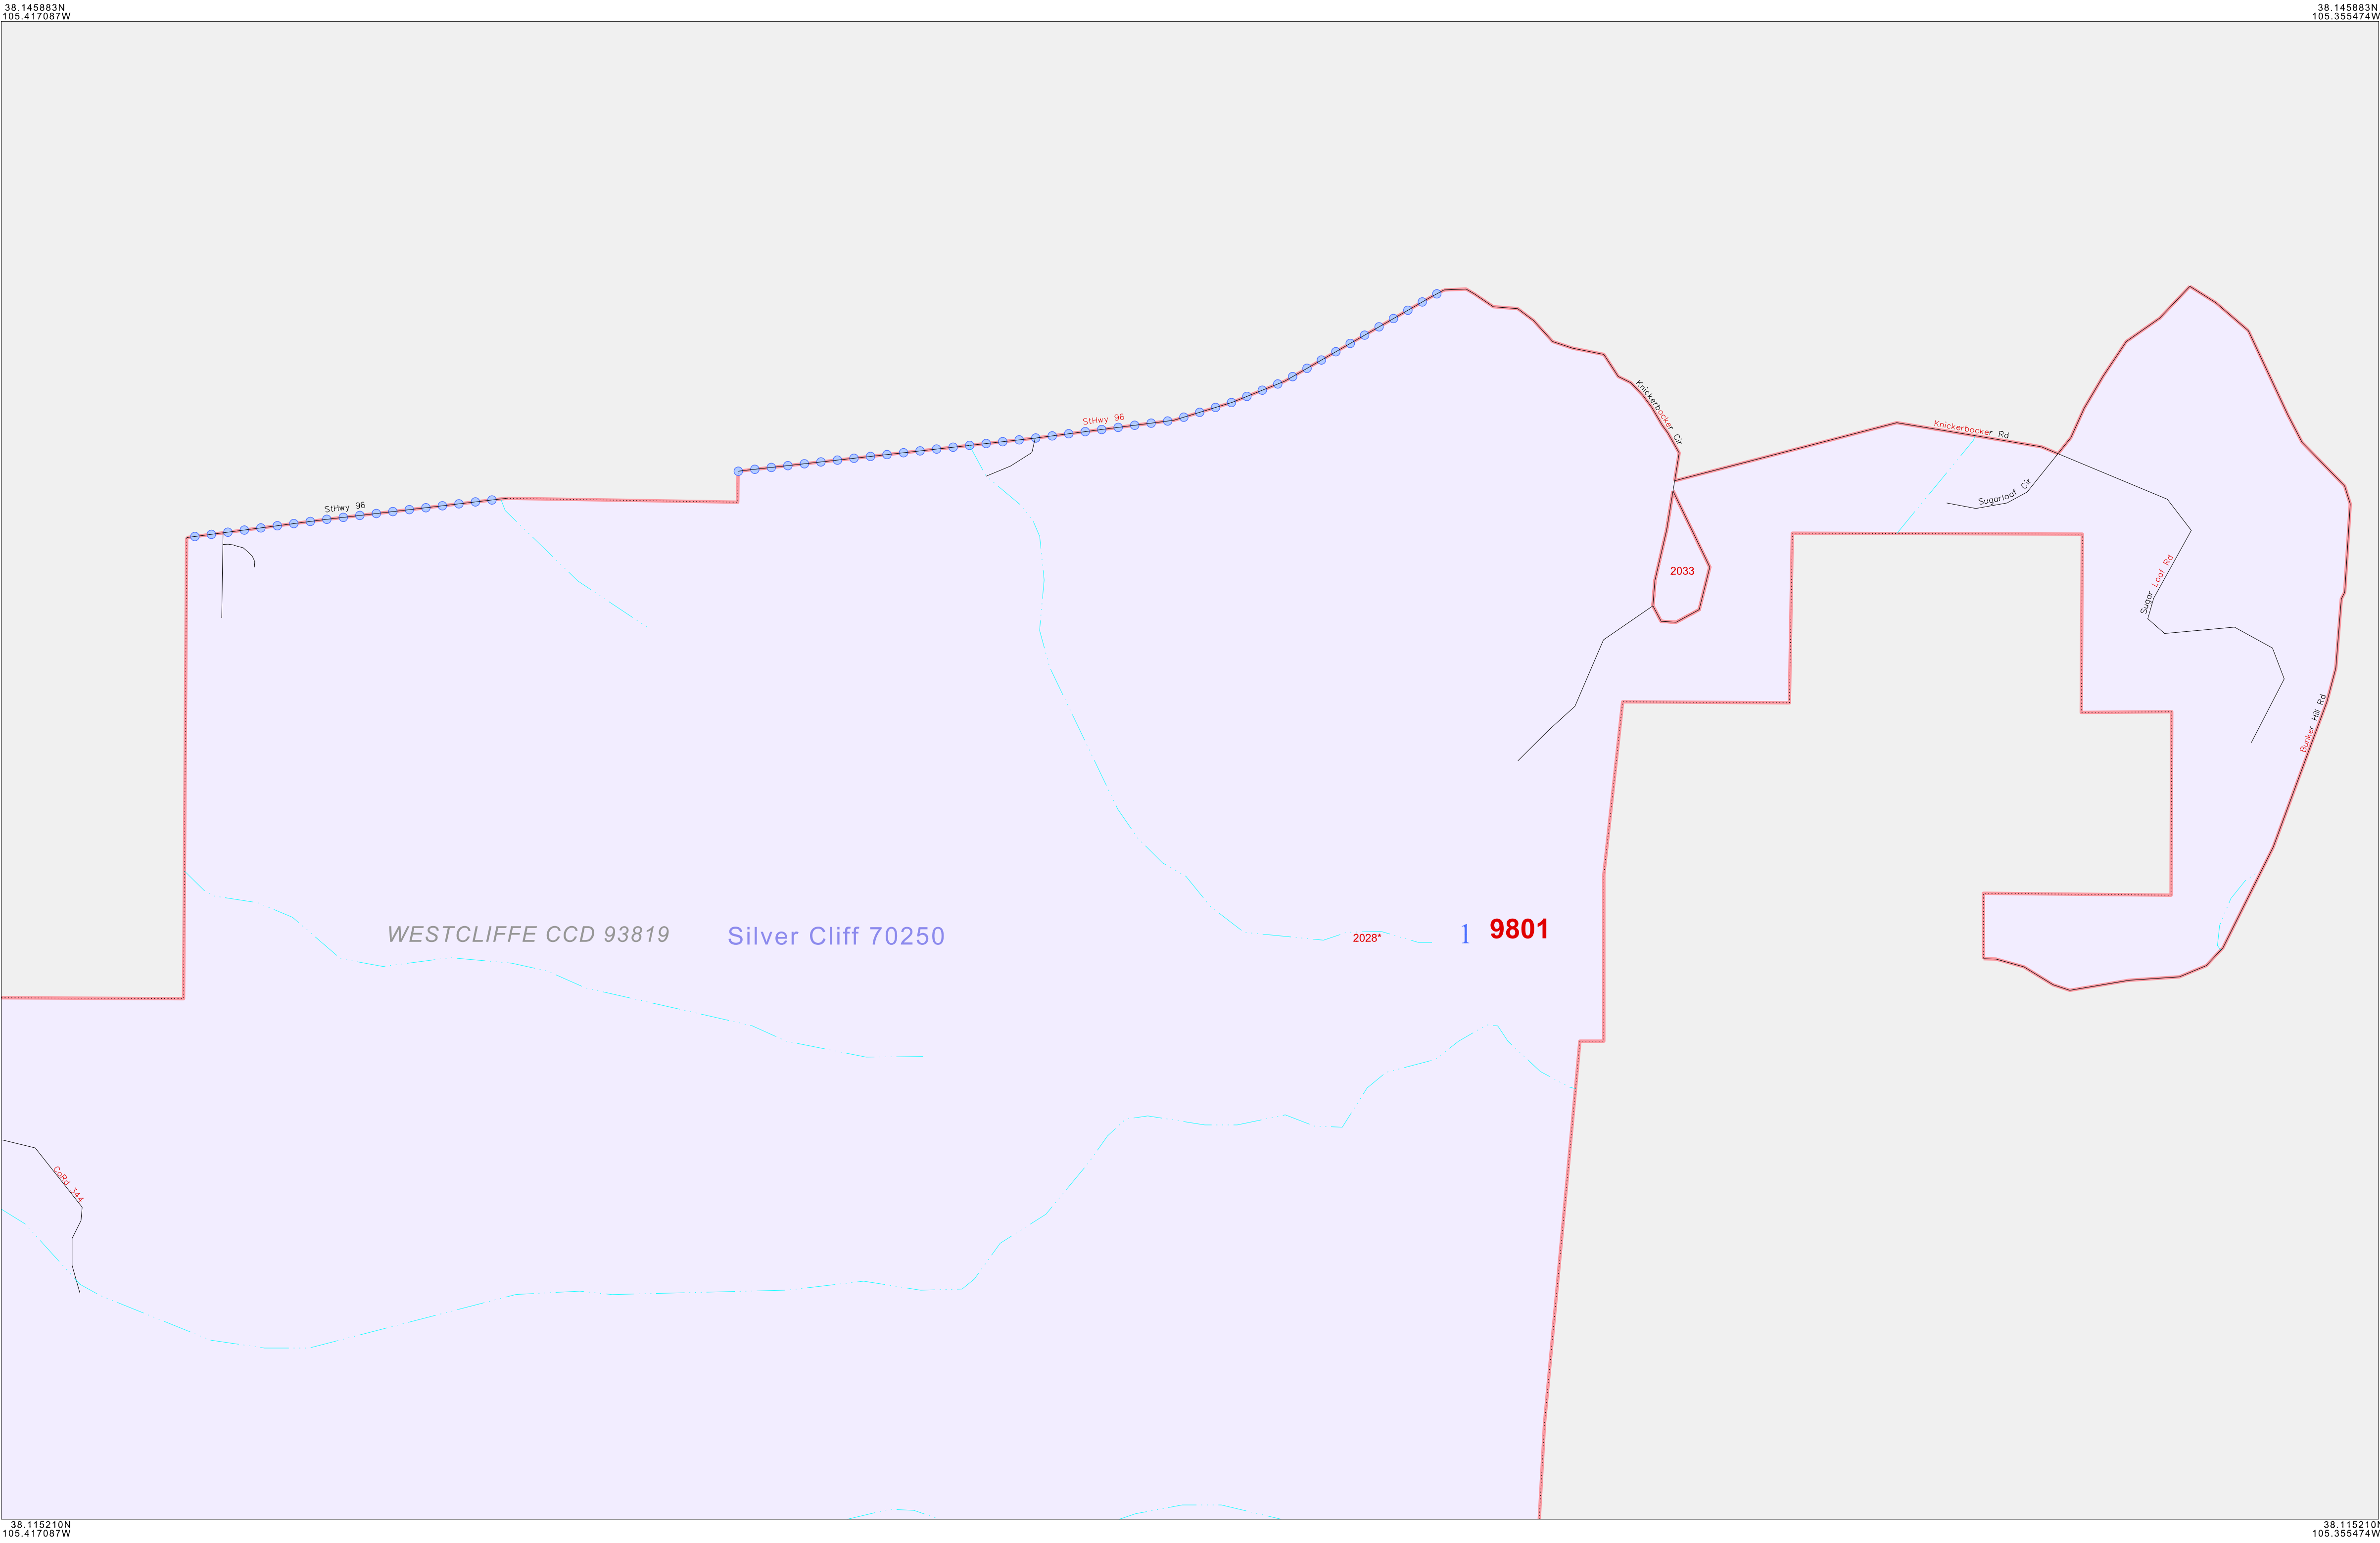 38.145883N
105.417087W
38.145883N
105.355474W
Knickerbocker Cir
StHwy 96
Knickerbocker Rd
StHwy 96
Sugarloaf Cir
2033
Sugar Loaf Rd
Bunker Hill Rd
WESTCLIFFE CCD 93819
Silver Cliff 70250
2028*
1
9801
CoRd 344
38.115210N
105.417087W
38.115210N
105.355474W